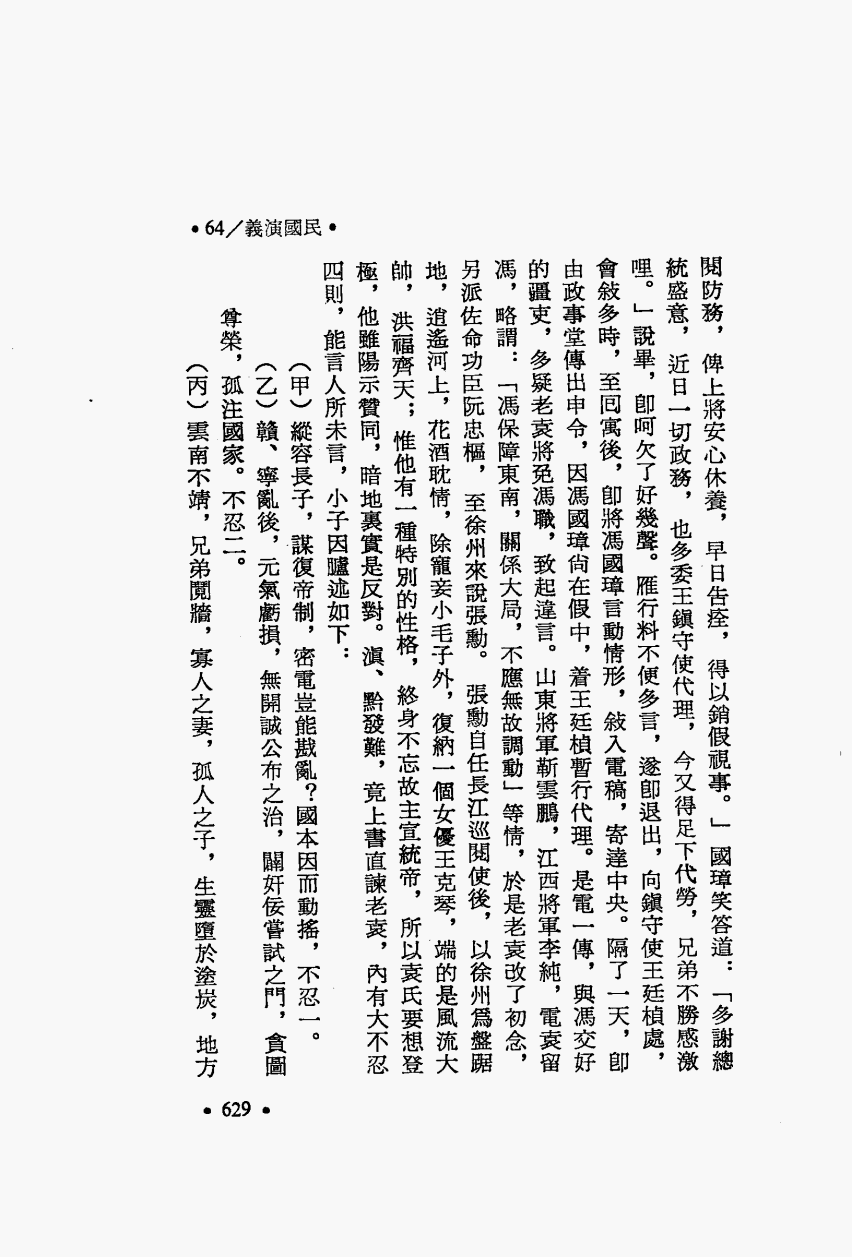 •64/義演國民•
閱防務，俾上將安心休養，早日告痊，得以銷假視事。」國璋笑答道：「多謝總
統盛意，近日一切政務，也多委王鎮守使代理，今又得足下代勞，兄弟不勝感激
哩。」說畢，卽呵欠了好幾聲。雁行料不便多言，遂卽退出，向鎮守使王廷楨處，
會敍多時，至回寓後，卽將馮國璋言動情形，敍入電稿，寄達中央。隔了一天，卽
由政事堂傳出申令，因馮國璋尙在假中，着王廷楨暫行代理。是電一傳，與馮交好
的疆吏，多疑老袁將免馮職，致起違言。山東將軍靳雲鵬，江西將軍李純，電袁留
馮，略謂：「馮保障東南，關係大局，不應無故調動」等情，於是老袁改了初念，
另派佐命功臣阮忠樞，至徐州來說張勳。張勳自任長江巡閱使後，以徐州爲盤踞
地，逍遙河上，花酒耽情，除寵妾小毛子外，復納一個女優王克琴，端的是風流大
帥，洪福齊天；惟他有一種特別的性格，終身不忘故主宣統帝，所以袁氏要想登
極，他雖陽示贊同，暗地裏實是反對。滇、黔發難，竟上書直諫老袁，內有大不忍
四則，能言人所未言，小子因臚述如下：
（甲）縱容長子，謀復帝制，密電豈能戡亂？國本因而動搖，不忍一。
（乙）贛、寧亂後，元氣虧損，無開誠公布之治，闢奸佞嘗試之門，貪圖
尊榮，孤注國家。不忍二。
（丙）雲南不靖，兄弟鬩牆，寡人之妻，孤人之子，生靈墮於塗炭，地方
•629•